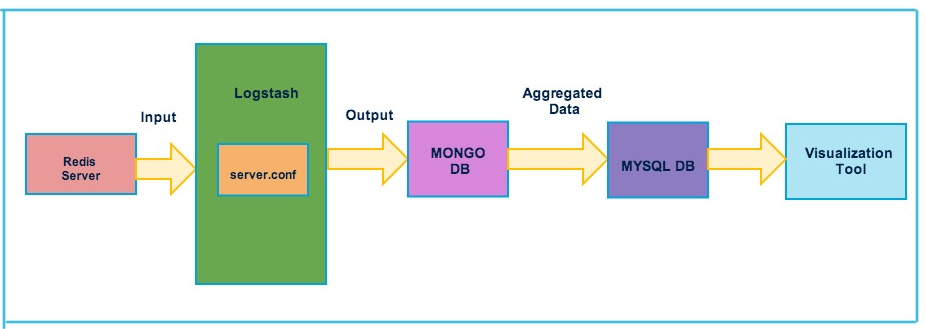 Redis
Server
Input
Logstash
server.conf
Output
MONGO
DB
Aggregated
Data
MYSQL DB
Visualization
Tool